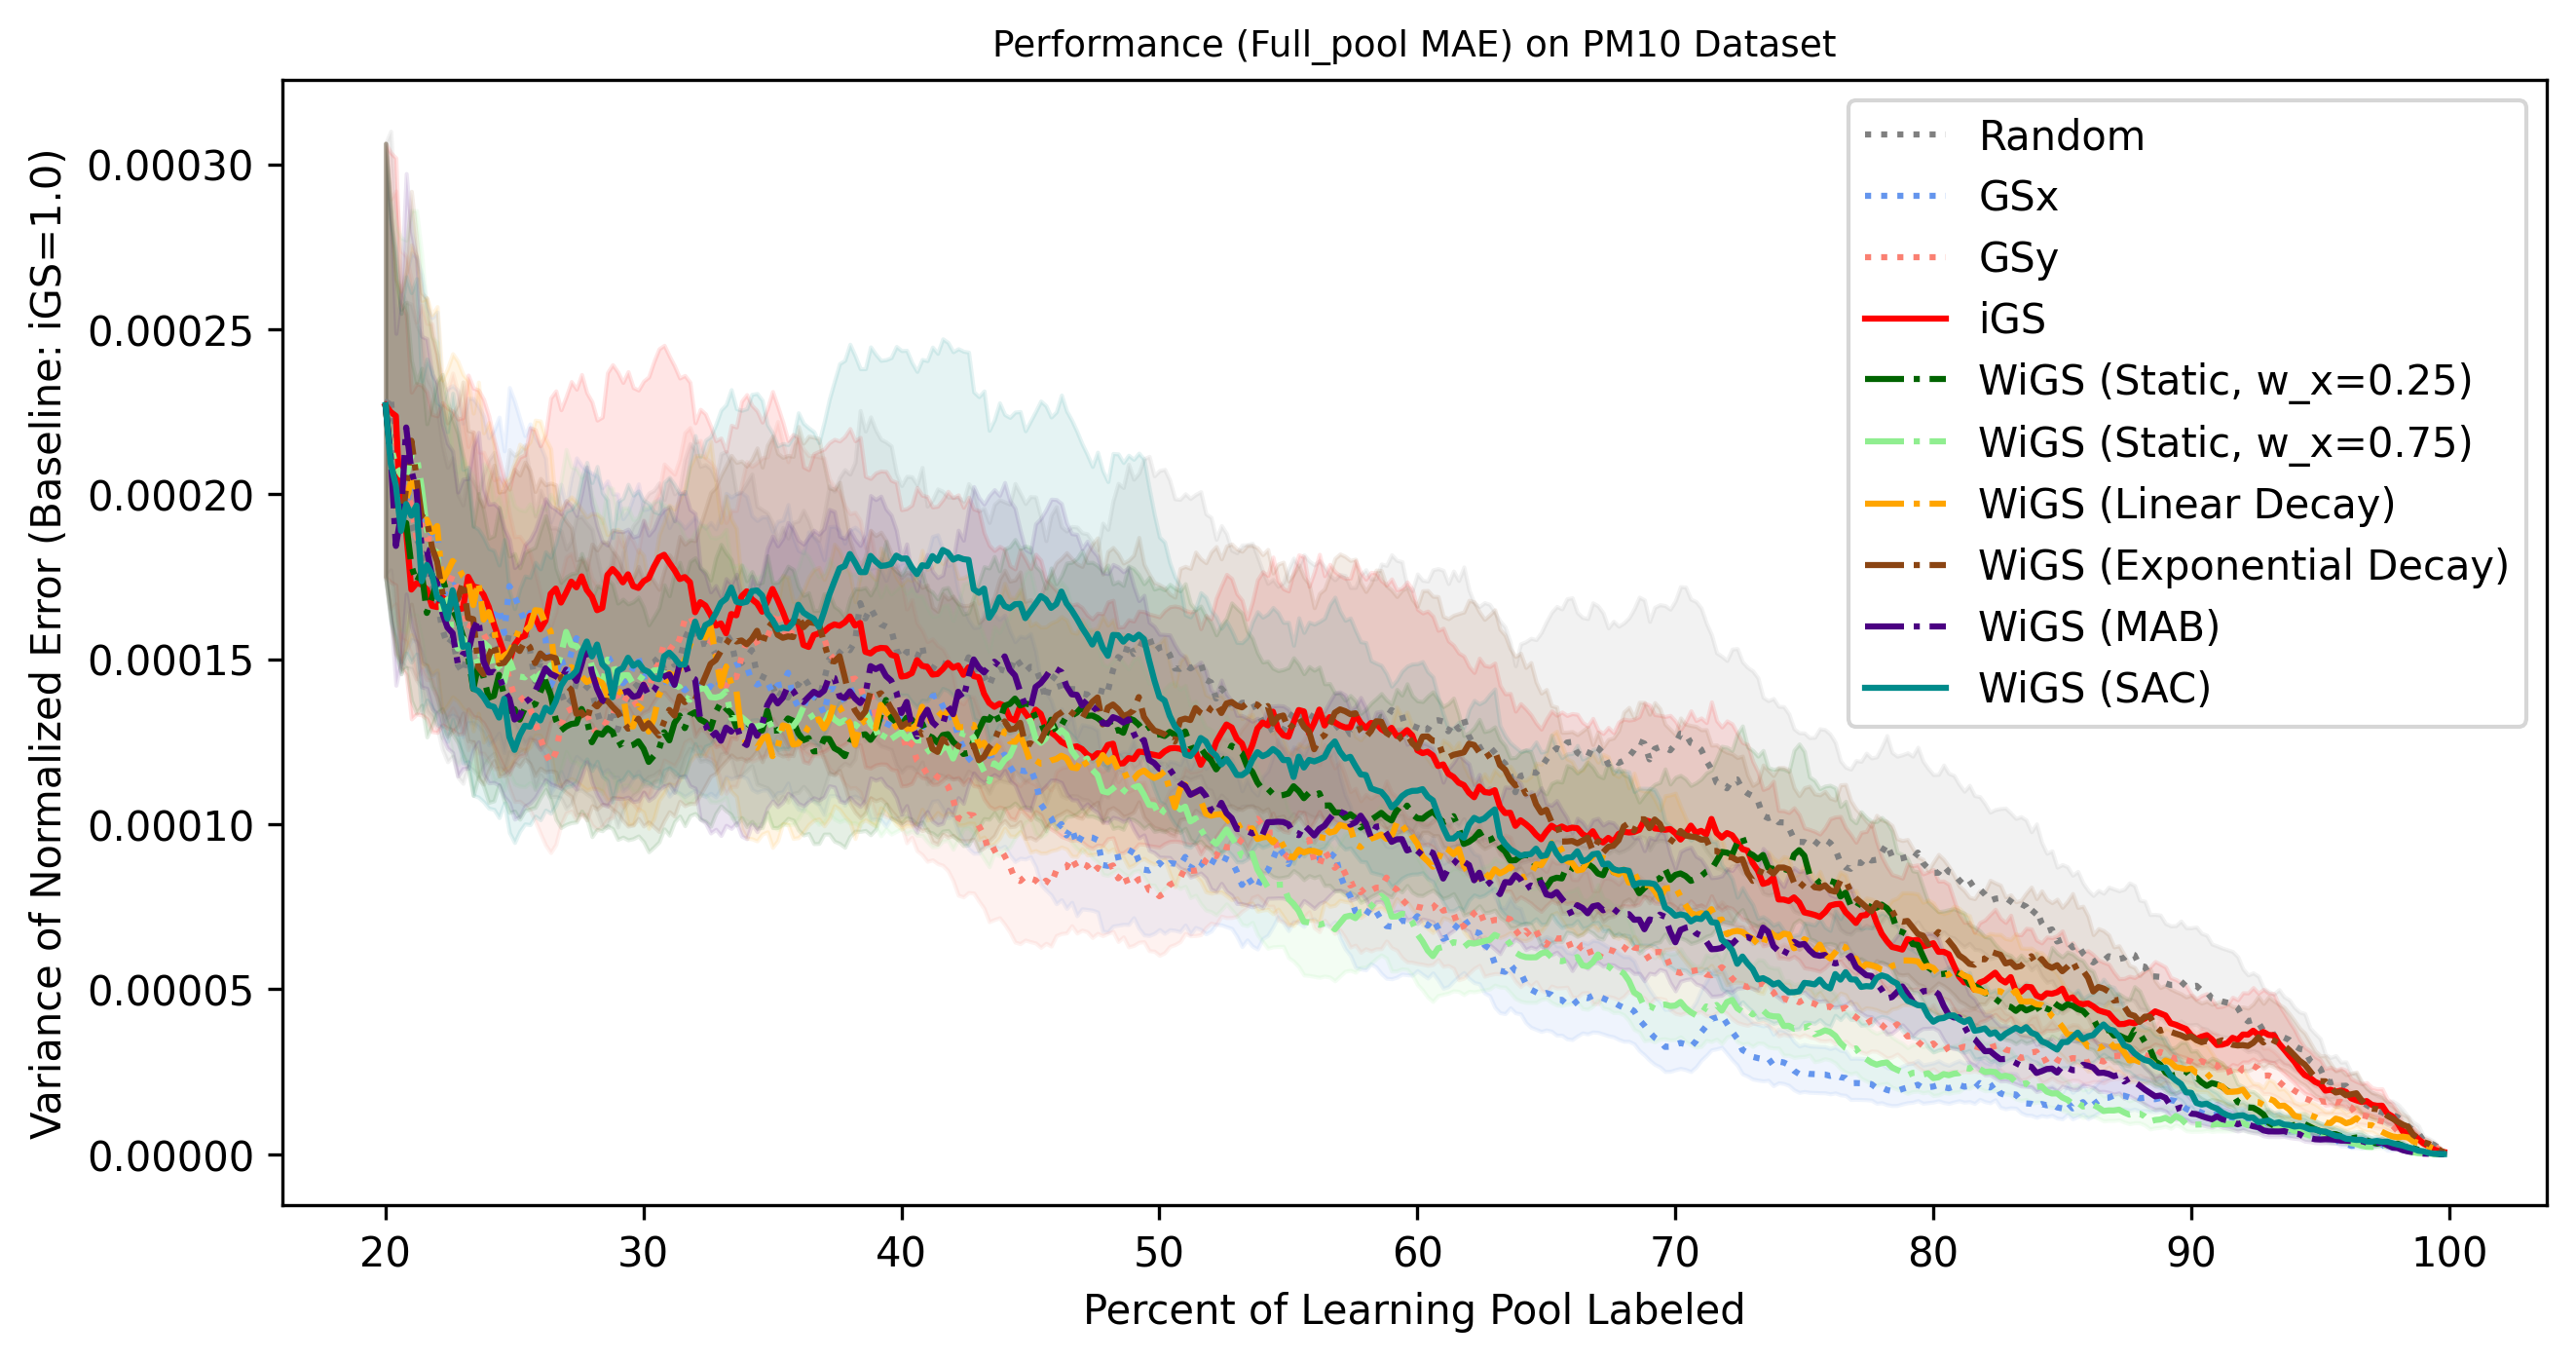 Performance (Full_pool MAE) on PM10 Dataset
Variance of Normalized Error (Baseline: iGS=1.0)
0.00030
0.00025
0.00020
0.00015
0.00010
0.00005
0.00000
Random
GSx
GSy
iGS
WiGS (Static, w_x=0.25)
WiGS (Static, w_x=0.75)
WiGS (Linear Decay)
WiGS (Exponential Decay)
WiGS (MAB)
WiGS (SAC)
20 30 40 50 60 70 80 90 100
Percent of Learning Pool Labeled